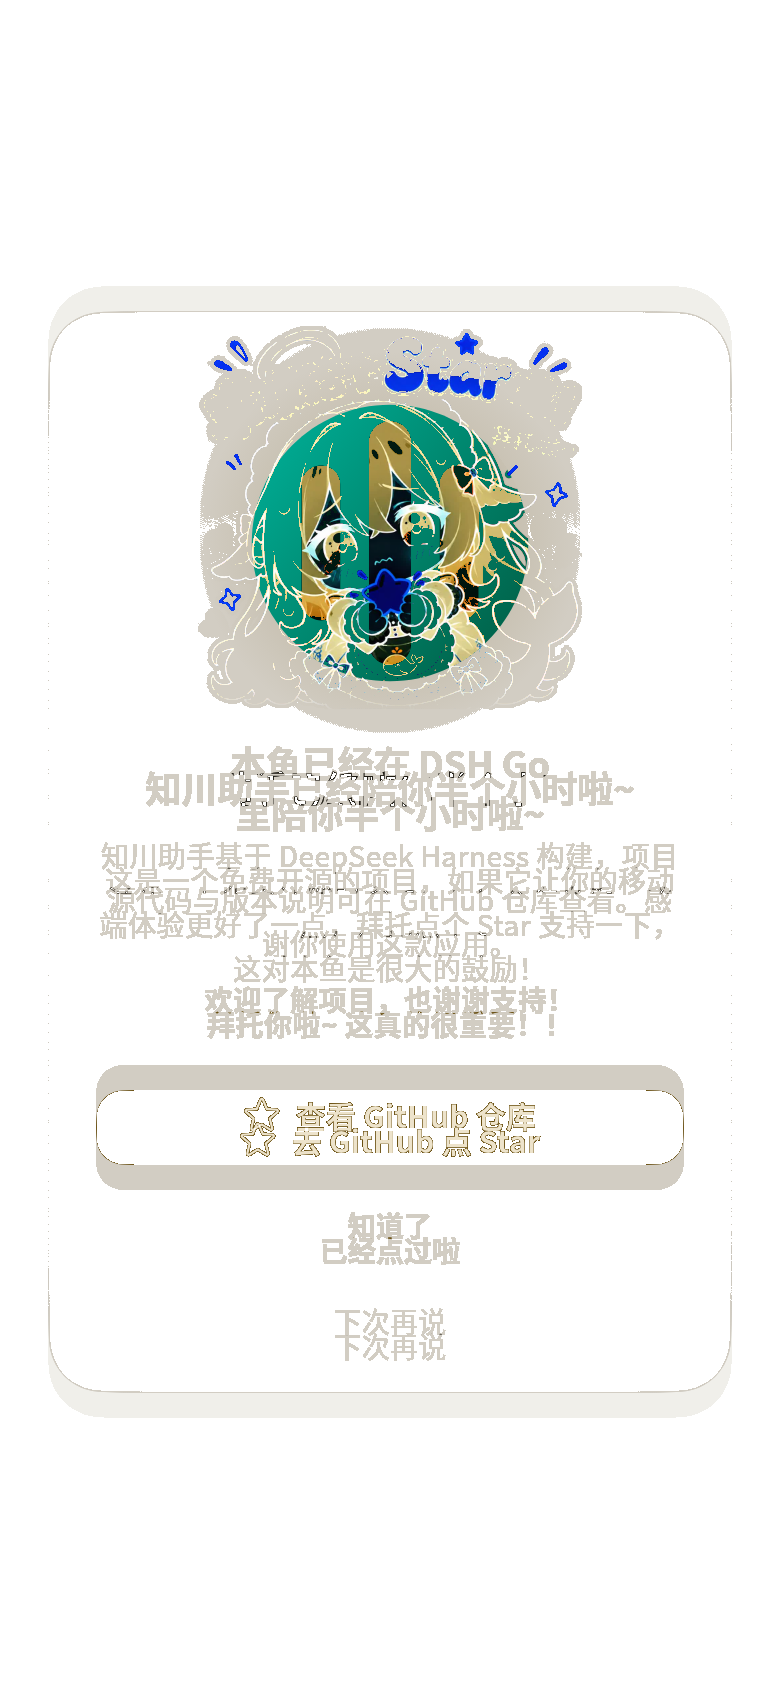 Star
本鱼已经在 DSH Go
知川助手已经陪你半个小时啦~
里陪你半个小时啦~
知川助手基于 DeepSeek Harness 构建，项目
这是一个免费开源的项目，如果它让你的移动
源代码与版本说明可在 GitHub 仓库查看。感
端体验更好了一点，拜托点个 Star 支持一下，
谢你使用这款应用。
这对本鱼是很大的鼓励！
欢迎了解项目，也谢谢支持！
拜托你啦~ 这真的很重要！！
查看 GitHub 仓库
去 GitHub 点 Star
知道了
已经点过啦
下次再说
下次再说